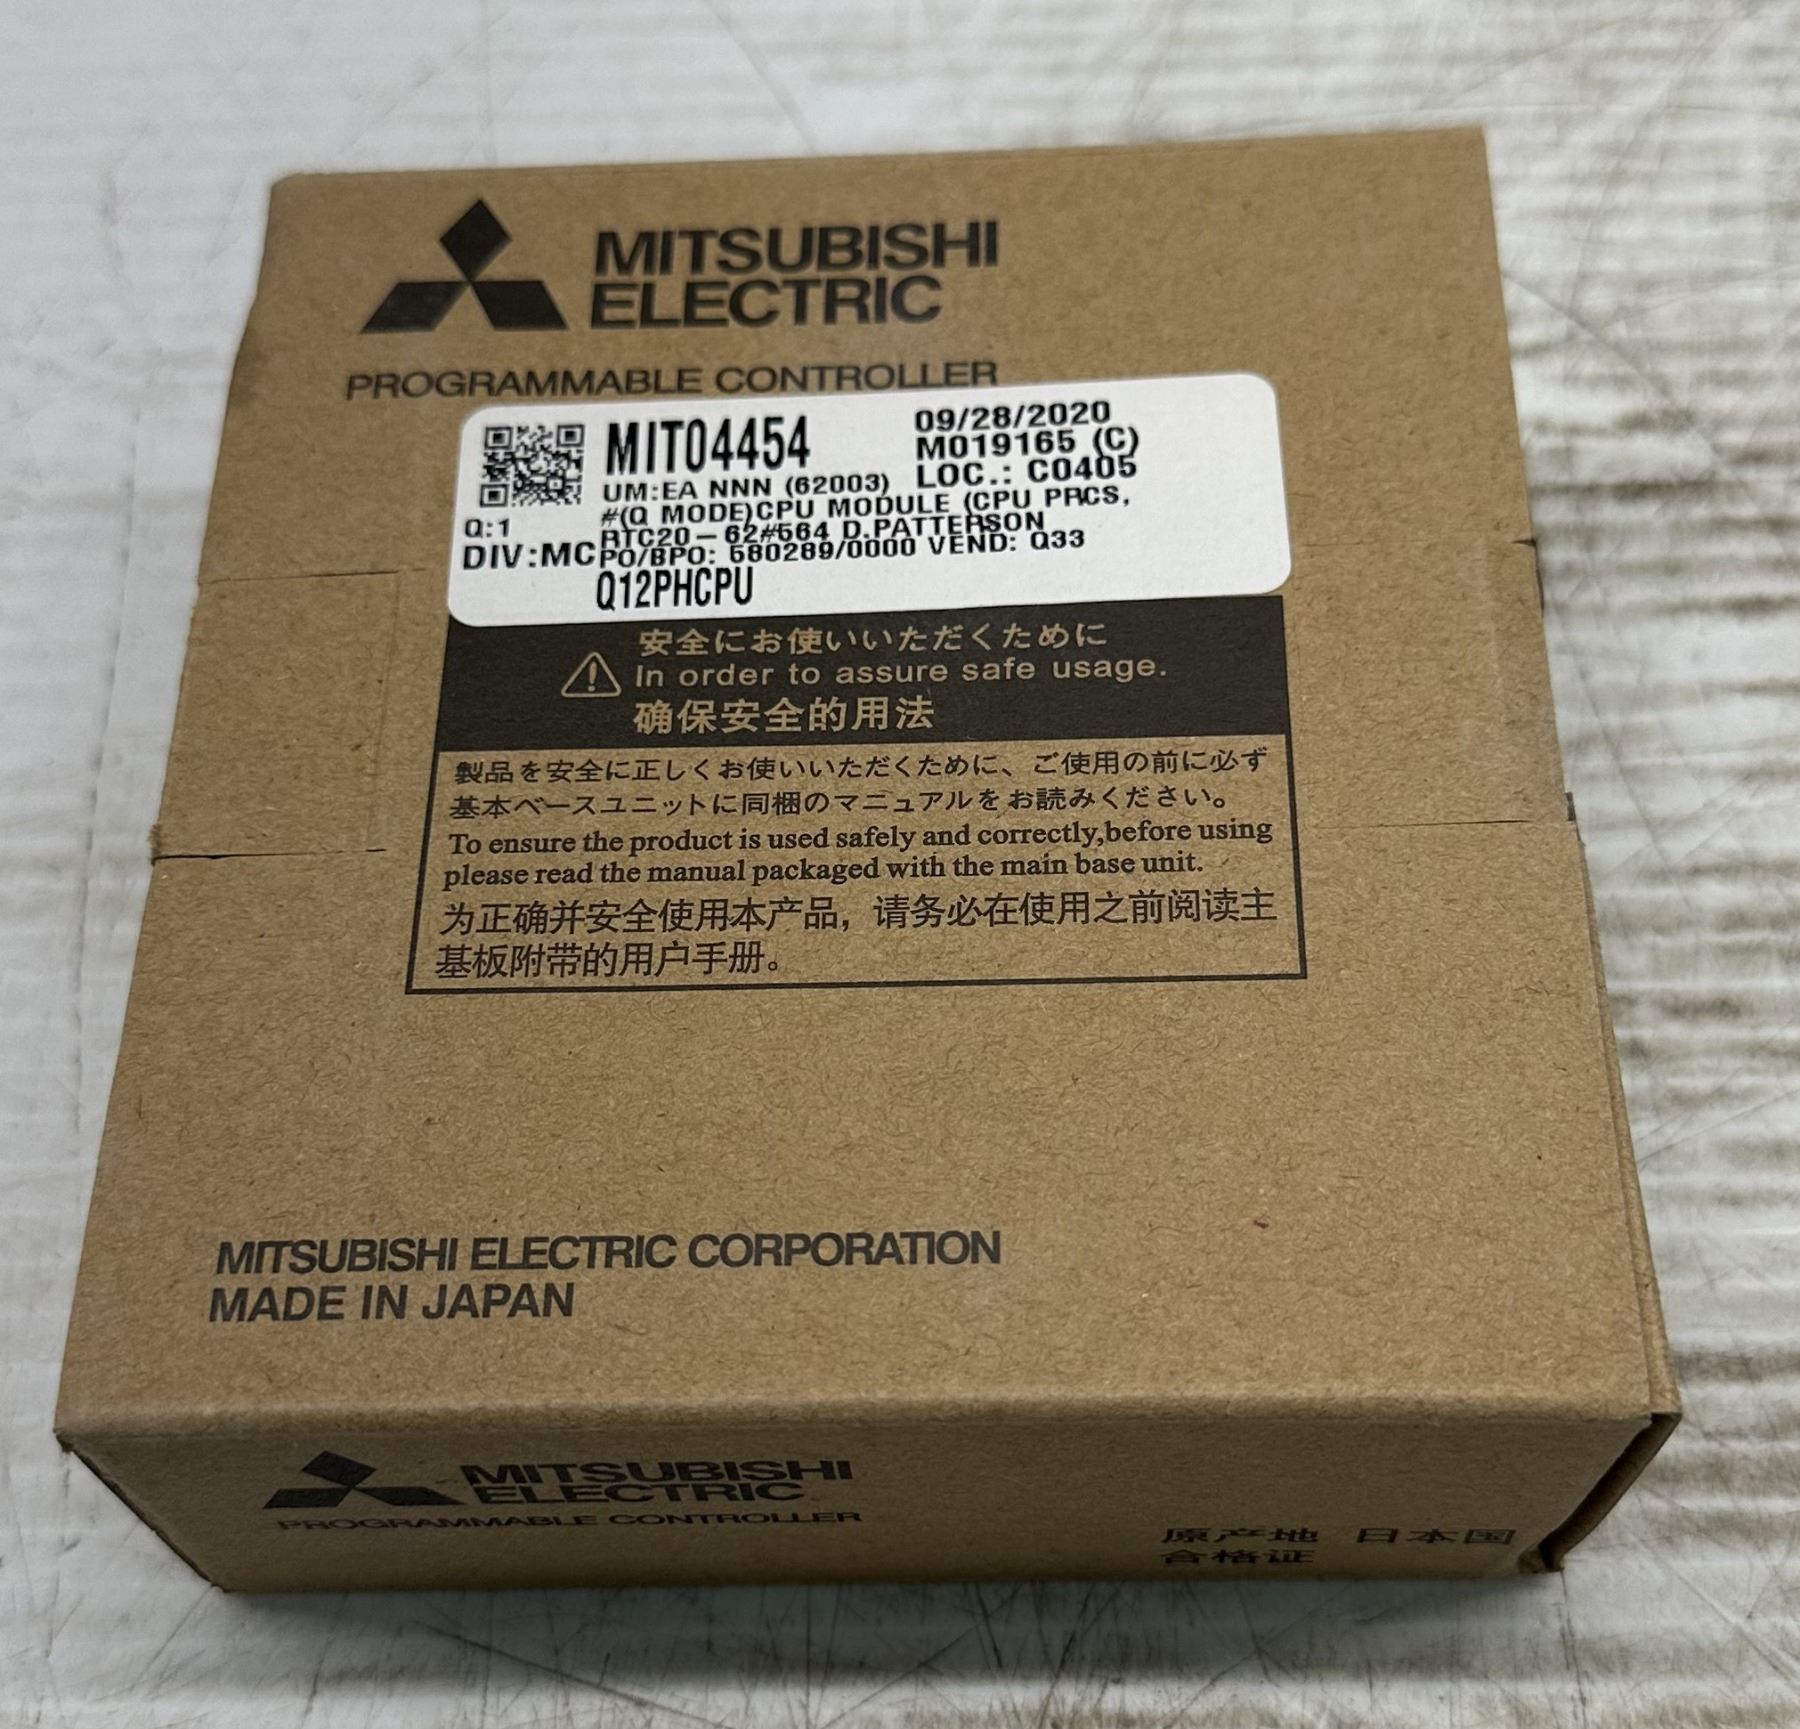 MITSUBISHI
ELECTRIC
PROGRAMMABLE CONTROLLER
MIT04454
09/28/2020
M019165 (C)
LOC.: C0405
UM:EA NNN (62003)
#(Q MODE)CPU MODULE (CPU PRCS,
Q:1
RTC20-62#564 D.PATTERSON
DIV:MC
PO/BPO: 580289/0000 VEND: Q33
Q12PHCPU
安全にお使いいただくために
In order to assure safe usage.
确保安全的用法
製品を安全に正しくお使いいただくために、ご使用の前に必ず
基本ベースユニットに同梱のマニュアルをお読みください。
To ensure the product is used safely and correctly,before using
please read the manual packaged with the main base unit.
为正确并安全使用本产品，请务必在使用之前阅读主
基板附带的用户手册。
MITSUBISHI ELECTRIC CORPORATION
MADE IN JAPAN
MITSUBISHI
ELECTRIC
PROGRAMMABLE CONTROLLER
原产地 日本国
合格证